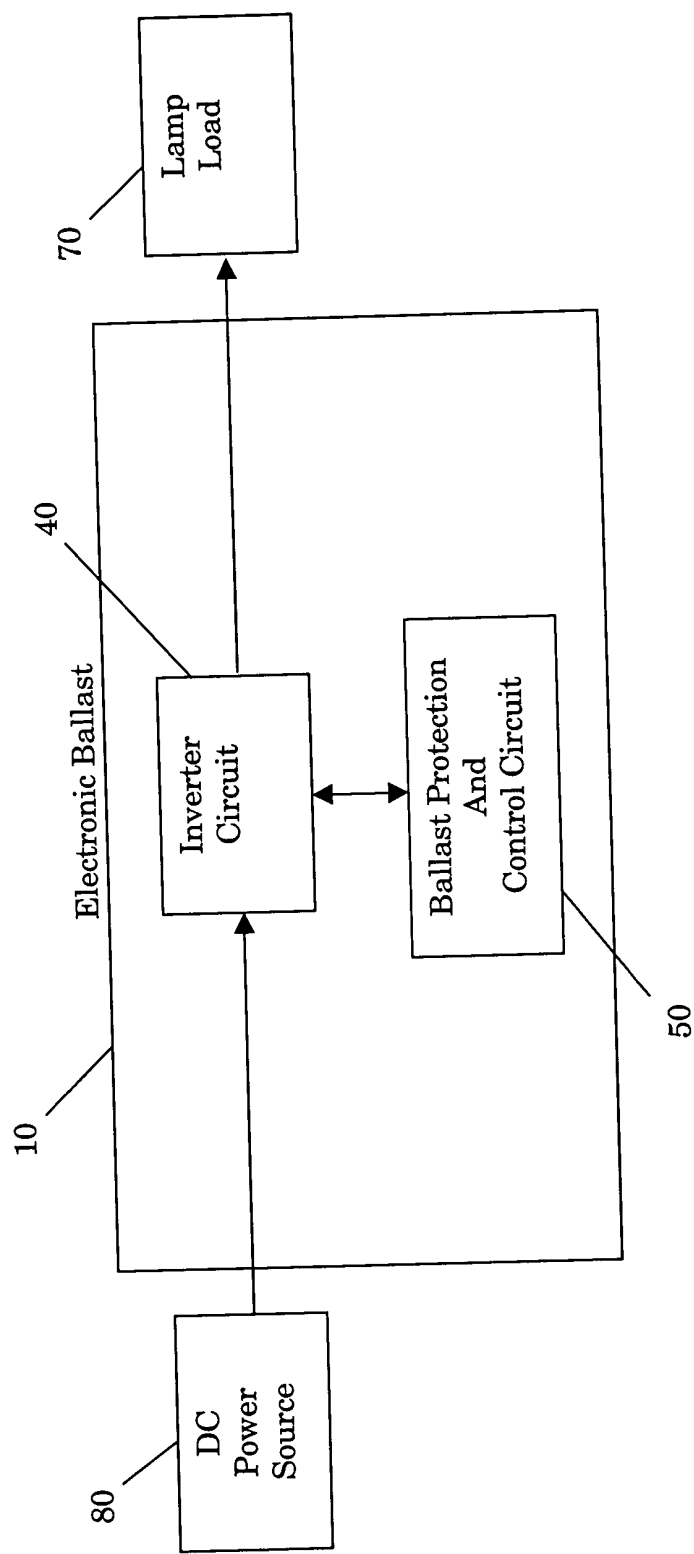 Electronic Ballast
10
40
70
80
50
DC
Power
Source
Inverter
Circuit
Ballast Protection
And
Control Circuit
Lamp
Load